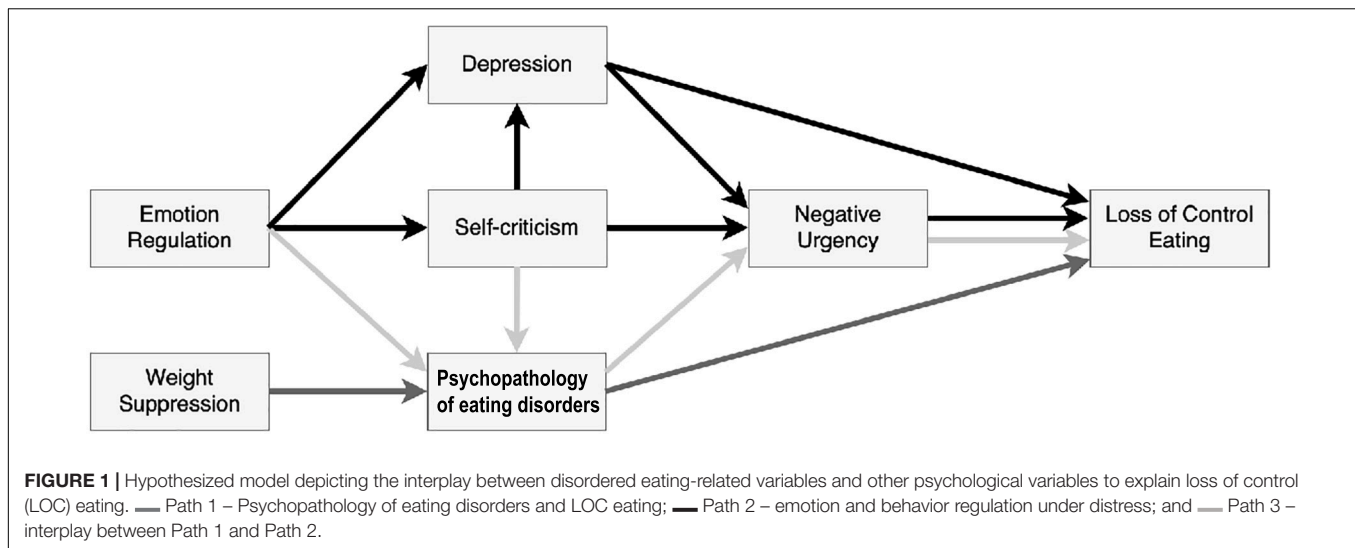 Depression
Emotion
Regulation
Self-criticism
Negative
Urgency
Loss of Control
Eating
Weight
Suppression
Psychopathology
of eating disorders
FIGURE 1 | Hypothesized model depicting the interplay between disordered eating-related variables and other psychological variables to explain loss of control
(LOC) eating. — Path 1 – Psychopathology of eating disorders and LOC eating; — Path 2 – emotion and behavior regulation under distress; and — Path 3 –
interplay between Path 1 and Path 2.